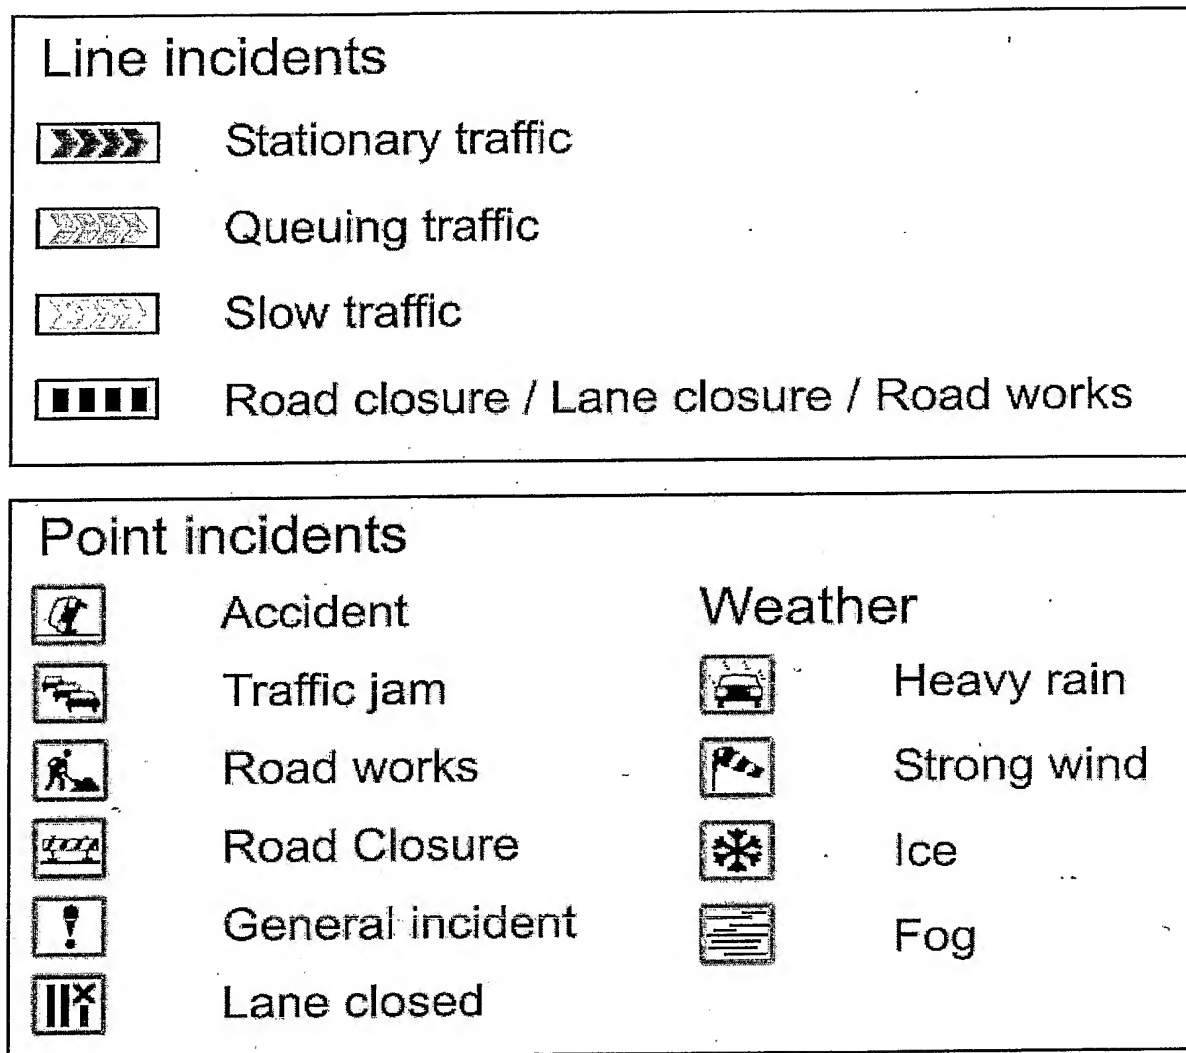 Line incidents
Stationary traffic
Queuing traffic
Slow traffic
Road closure / Lane closure / Road works
Point incidents
Accident
Traffic jam
Road works
Road Closure
General incident
Lane closed
Weather
Heavy rain
Strong wind
Ice
Fog